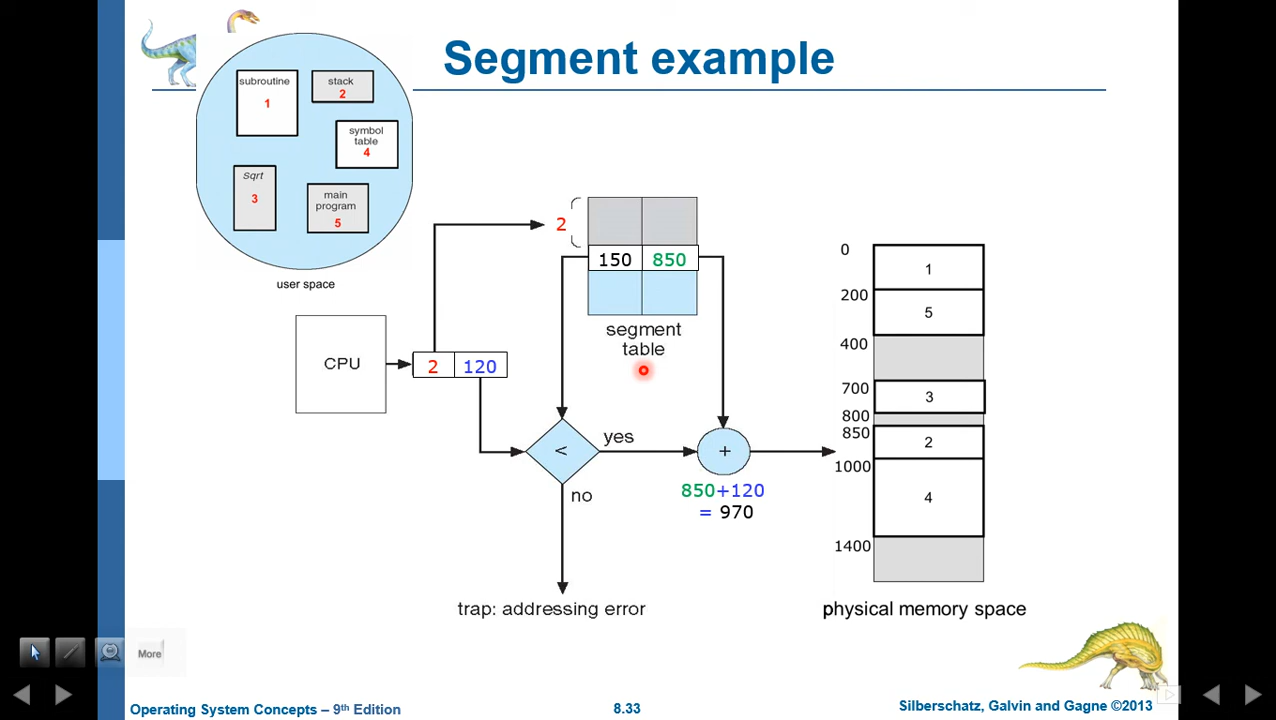 Segment example
subroutine
1
stack
2
symbol
table
4
Sqrt
3
main
program
5
user space
CPU
2 120
2
150 850
segment
table
<
yes
no
+
850+120
= 970
trap: addressing error
0
200
400
700
800
850
1000
1400
1
5
3
2
4
physical memory space
More
Operating System Concepts – 9th Edition
8.33
Silberschatz, Galvin and Gagne ©2013